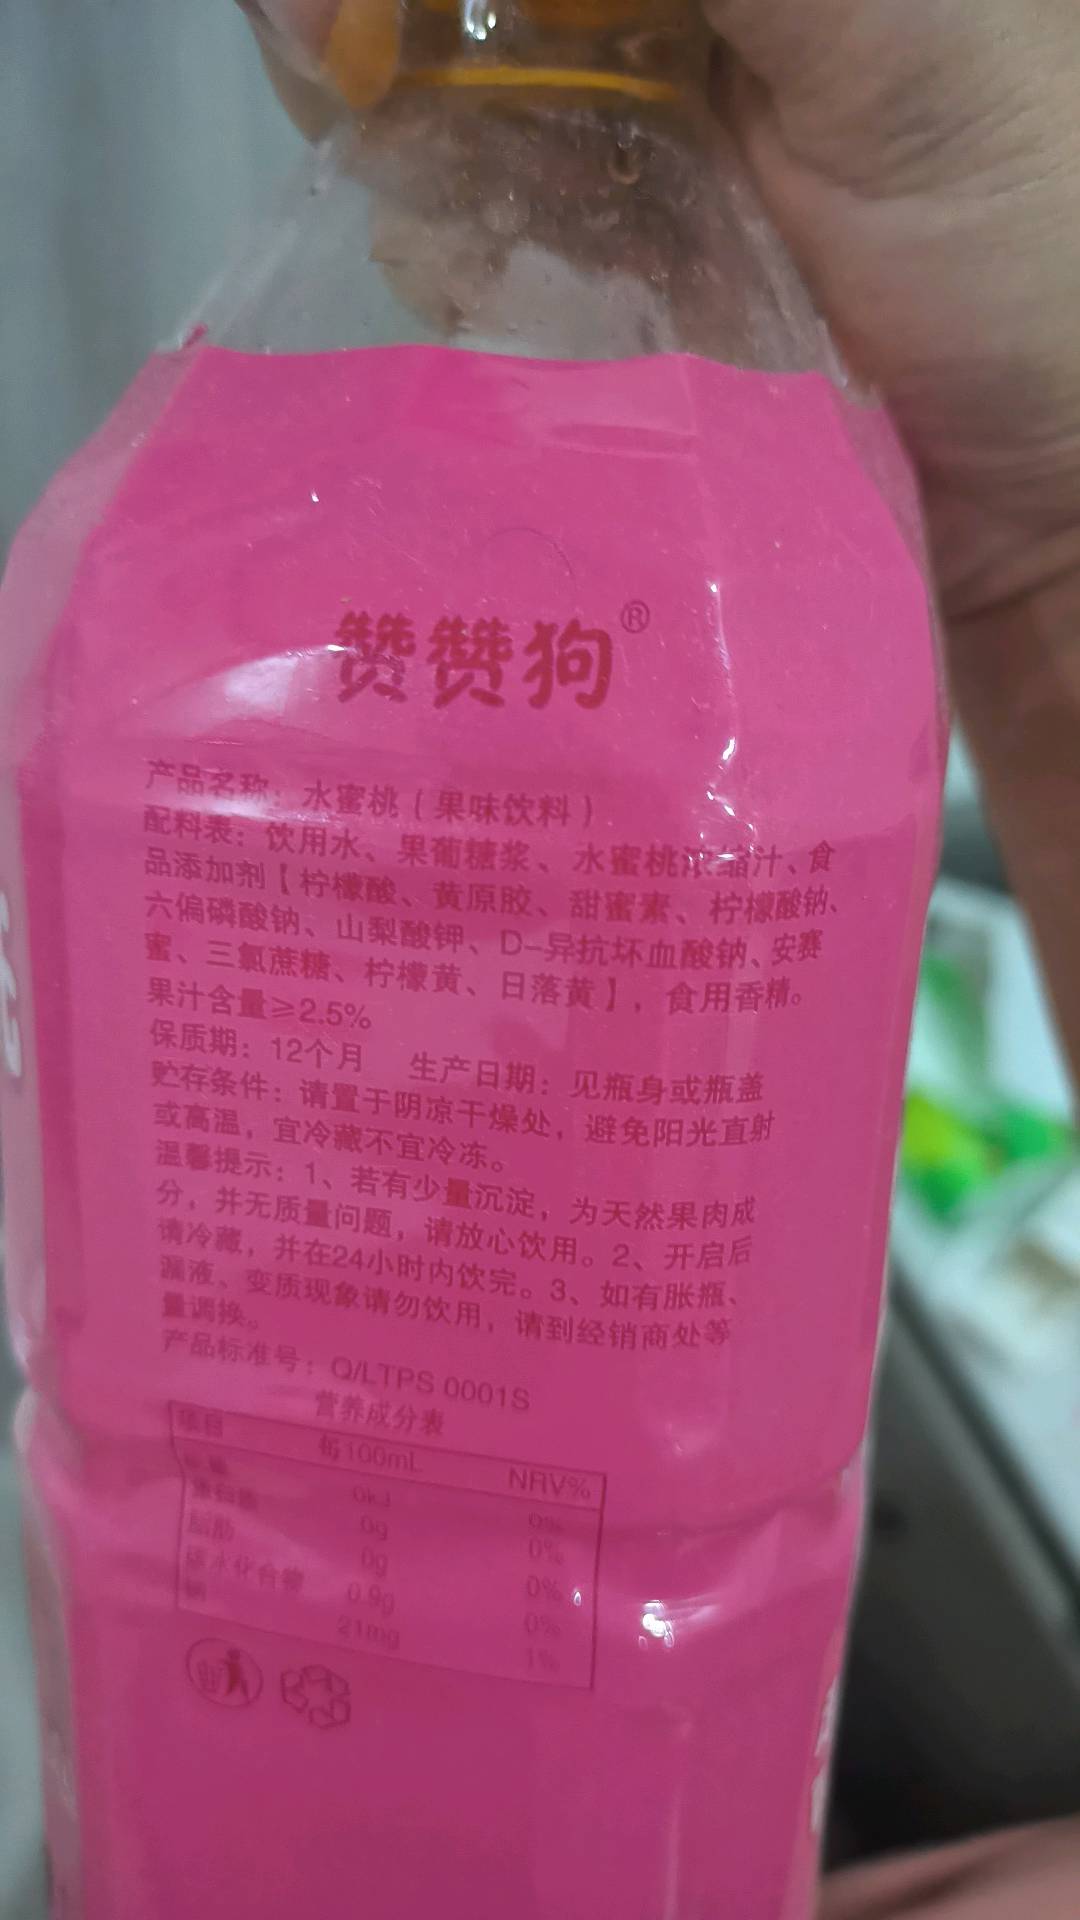 赞赞狗®
产品名称：水蜜桃（果味饮料）
配料表：饮用水、果葡糖浆、水蜜桃浓缩汁、食
品添加剂【柠檬酸、黄原胶、甜蜜素、柠檬酸钠、
六偏磷酸钠、山梨酸钾、D-异抗坏血酸钠、安赛
蜜、三氯蔗糖、柠檬黄、日落黄】，食用香精。
果汁含量≥2.5%
保质期：12个月 生产日期：见瓶身或瓶盖
贮存条件：请置于阴凉干燥处，避免阳光直射
或高温，宜冷藏不宜冷冻。
温馨提示：1、若有少量沉淀，为天然果肉成
分，并无质量问题，请放心饮用。2、开启后
请冷藏，并在24小时内饮完。3、如有胀瓶、
漏液、变质现象请勿饮用，请到经销商处等
量调换。
产品标准号：Q/LTPS 0001S
营养成分表
项目 每100mL NRV%
能量 0kJ 0%
蛋白质 0g 0%
脂肪 0g 0%
碳水化合物 0.9g 0%
钠 21mg 1%